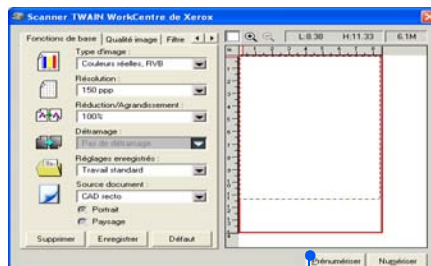 Scanner TWAIN WorkCentre de Xerox
Fonctions de base Qualité image Filtre
L:8.38 H:11.33 6.1M
Type d'image :
Couleurs réelles, RVB
Résolution :
150 ppp
Réduction/Agrandissement :
100%
Détramage :
Pas de détramage
Réglages enregistrés :
Travail standard
Source document :
CAD recto
Portrait
Paysage
Supprimer Enregistrer Défaut
Prénumériser Numériser